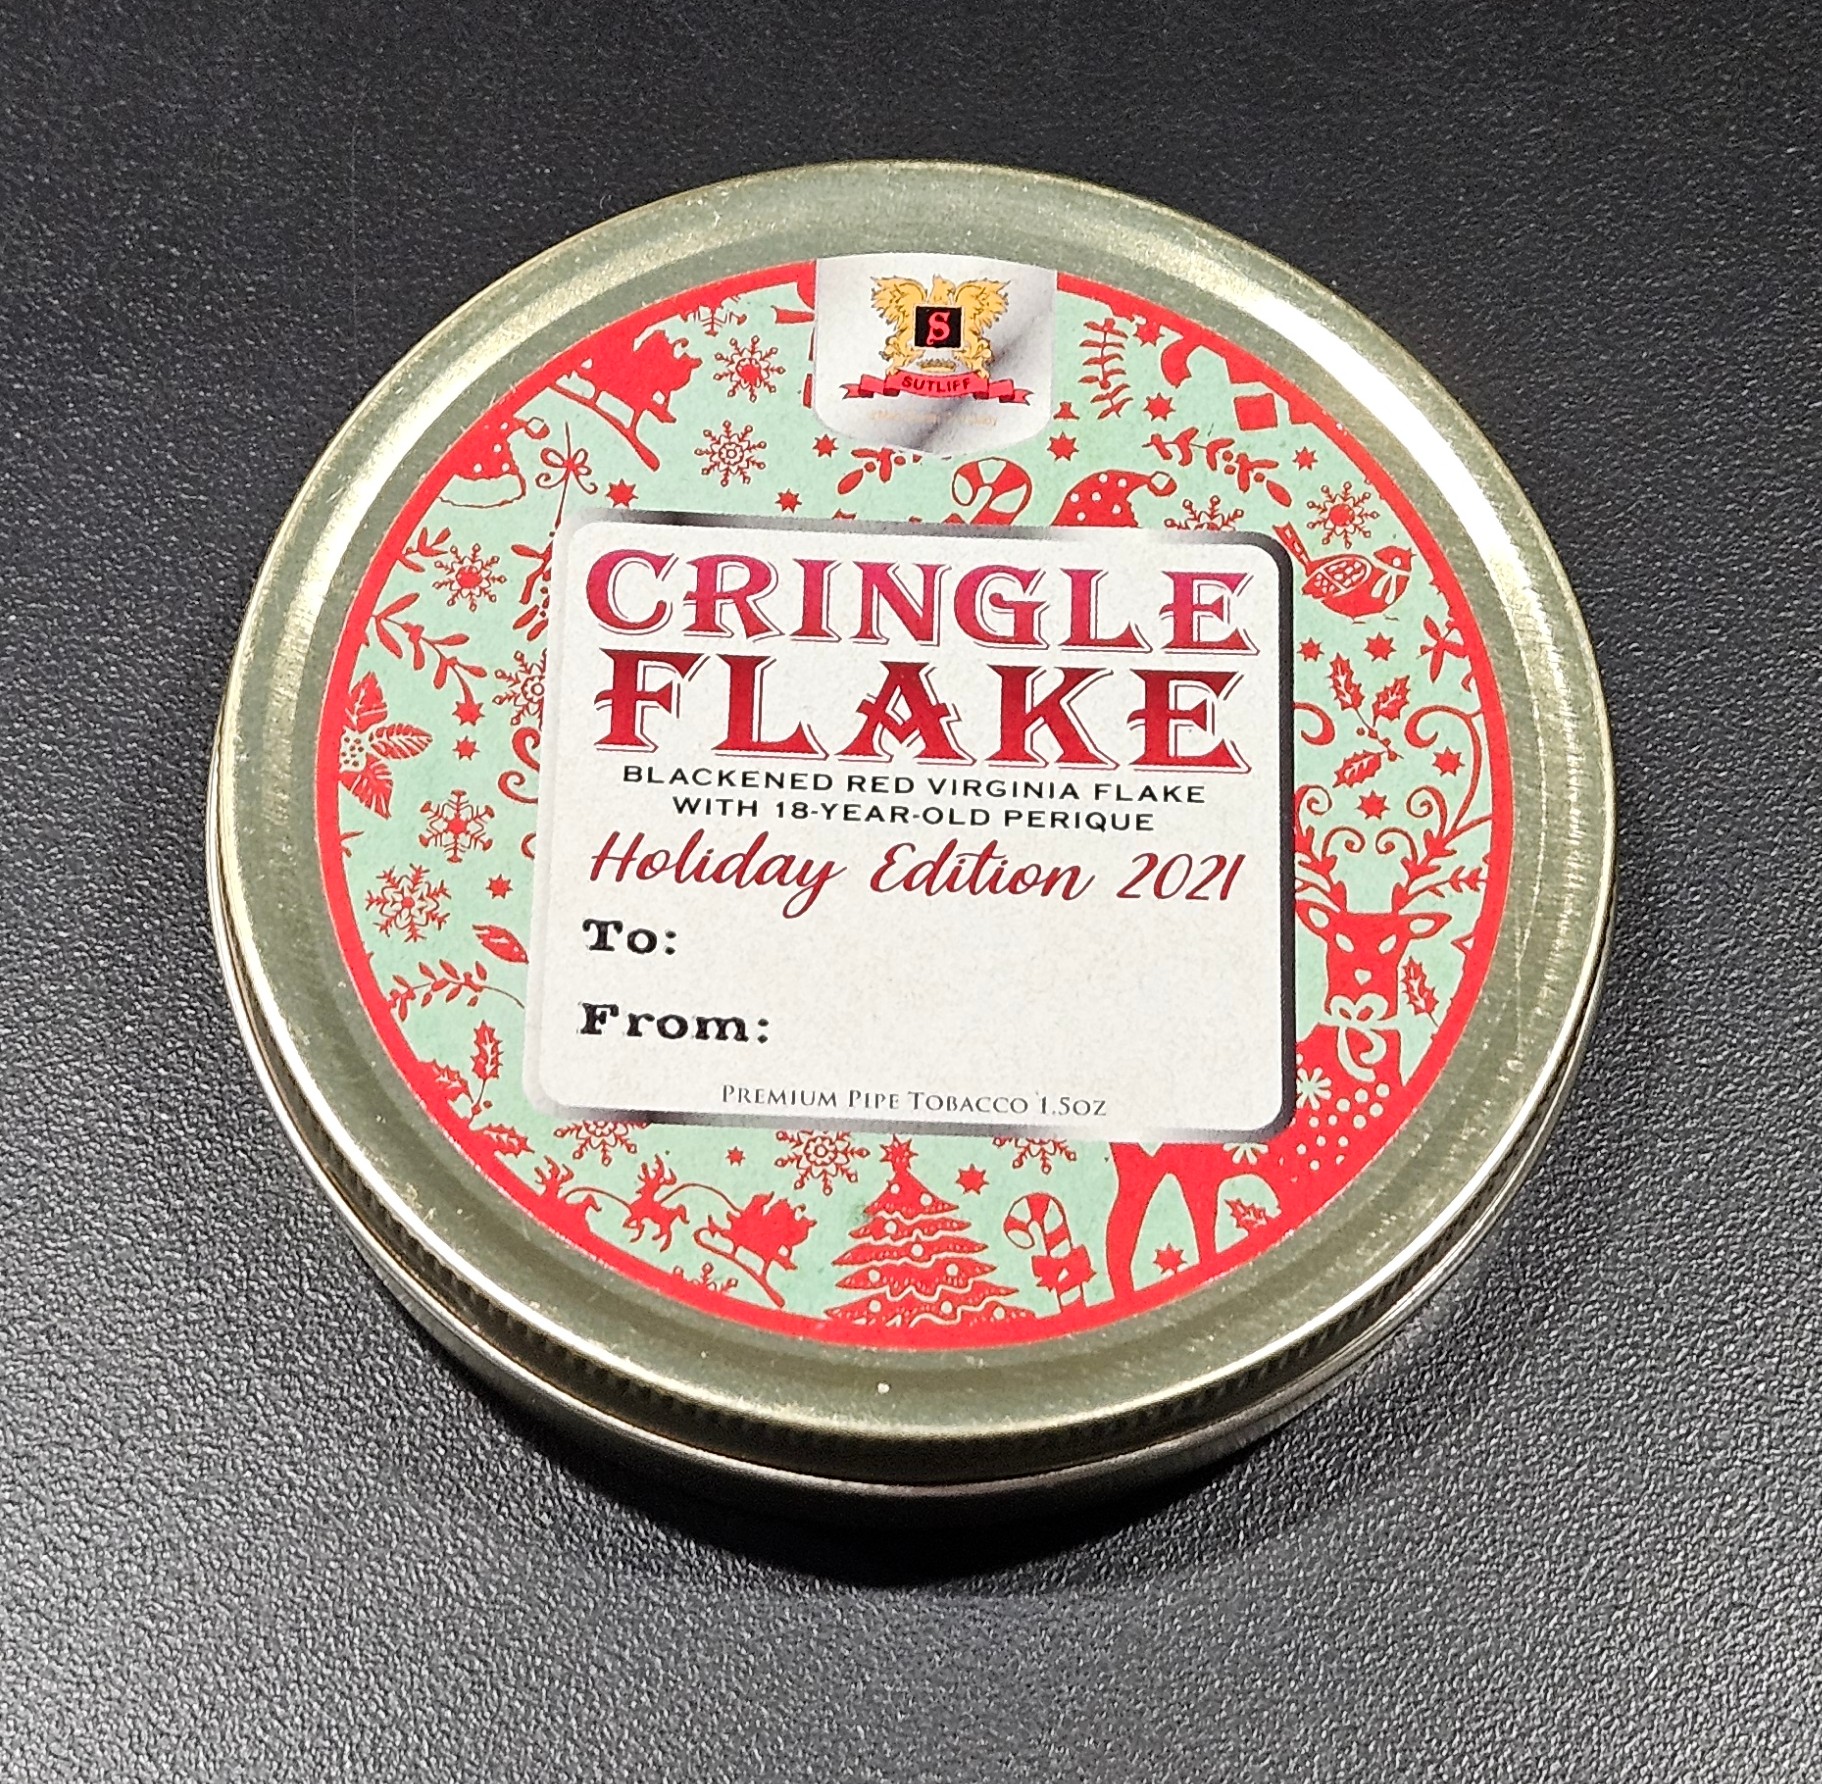 S
SUTLIFF
CRINGLE
FLAKE
BLACKENED RED VIRGINIA FLAKE
WITH 18-YEAR-OLD PERIQUE
Holiday Edition 2021
To:
From:
PREMIUM PIPE TOBACCO 1.5OZ